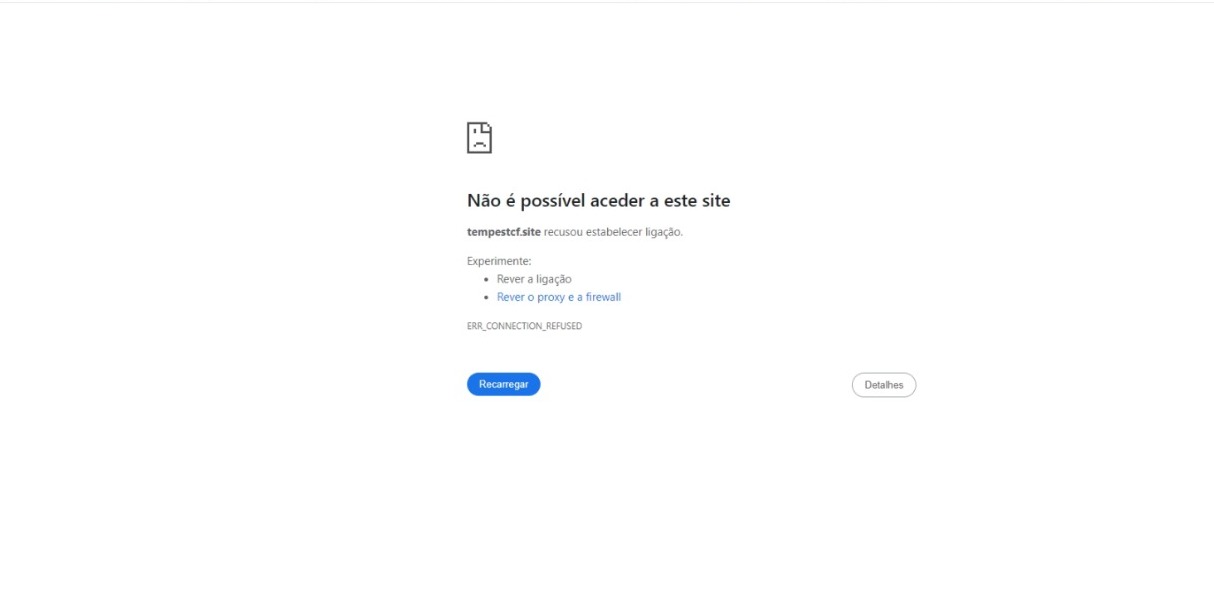 Não é possível aceder a este site
tempestcf.site recusou estabelecer ligação.
Experimente:
• Rever a ligação
• Rever o proxy e a firewall
ERR_CONNECTION_REFUSED
Recarregar
Detalhes